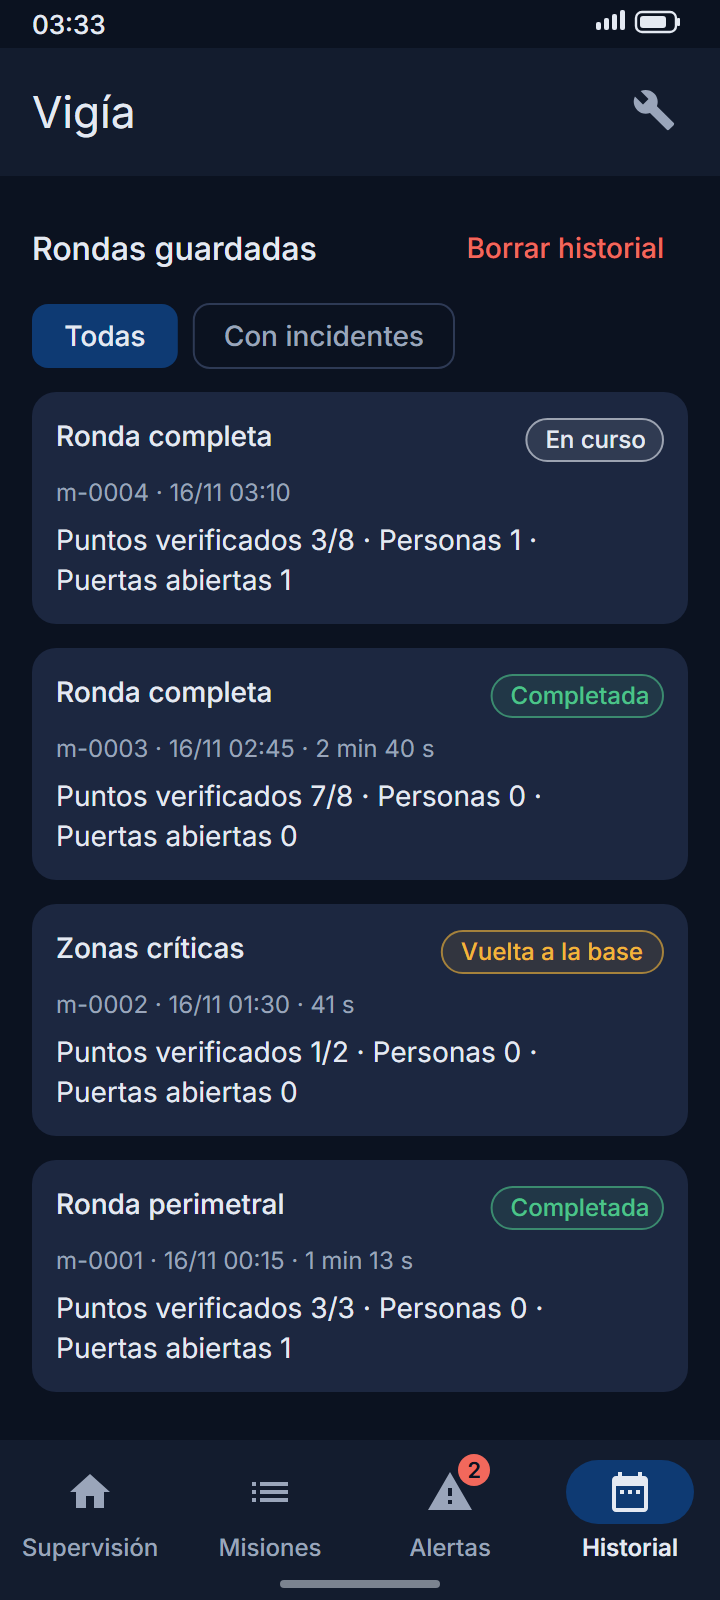 03:33
Vigía
Rondas guardadas
Borrar historial
Todas
Con incidentes
Ronda completa
En curso
m-0004 · 16/11 03:10
Puntos verificados 3/8 · Personas 1 ·
Puertas abiertas 1
Ronda completa
Completada
m-0003 · 16/11 02:45 · 2 min 40 s
Puntos verificados 7/8 · Personas 0 ·
Puertas abiertas 0
Zonas críticas
Vuelta a la base
m-0002 · 16/11 01:30 · 41 s
Puntos verificados 1/2 · Personas 0 ·
Puertas abiertas 0
Ronda perimetral
Completada
m-0001 · 16/11 00:15 · 1 min 13 s
Puntos verificados 3/3 · Personas 0 ·
Puertas abiertas 1
2
Supervisión
Misiones
Alertas
Historial